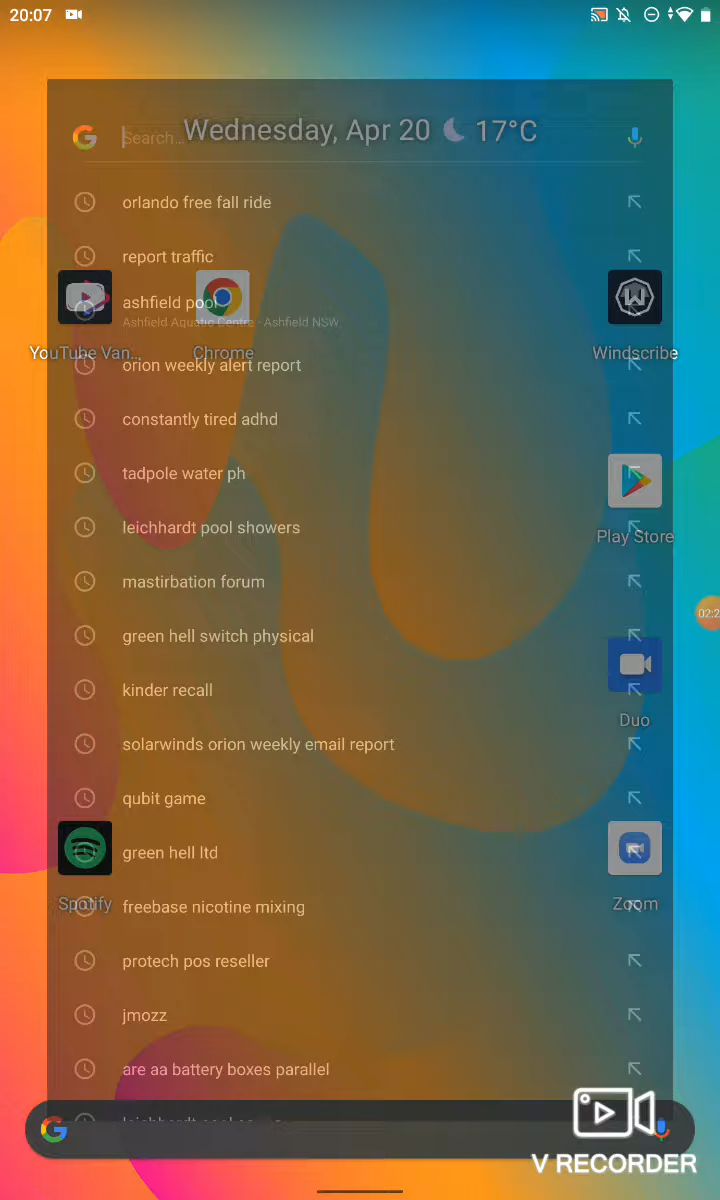 20:07
Search...
Wednesday, Apr 20 17°C
orlando free fall ride
report traffic
ashfield pool
Ashfield Aquatic Centre · Ashfield NSW
YouTube Van...
Chrome
Windscribe
orion weekly alert report
constantly tired adhd
tadpole water ph
Play Store
leichhardt pool showers
mastirbation forum
02:2
green hell switch physical
kinder recall
Duo
solarwinds orion weekly email report
qubit game
green hell ltd
Spotify
Zoom
freebase nicotine mixing
protech pos reseller
jmozz
are aa battery boxes parallel
V RECORDER